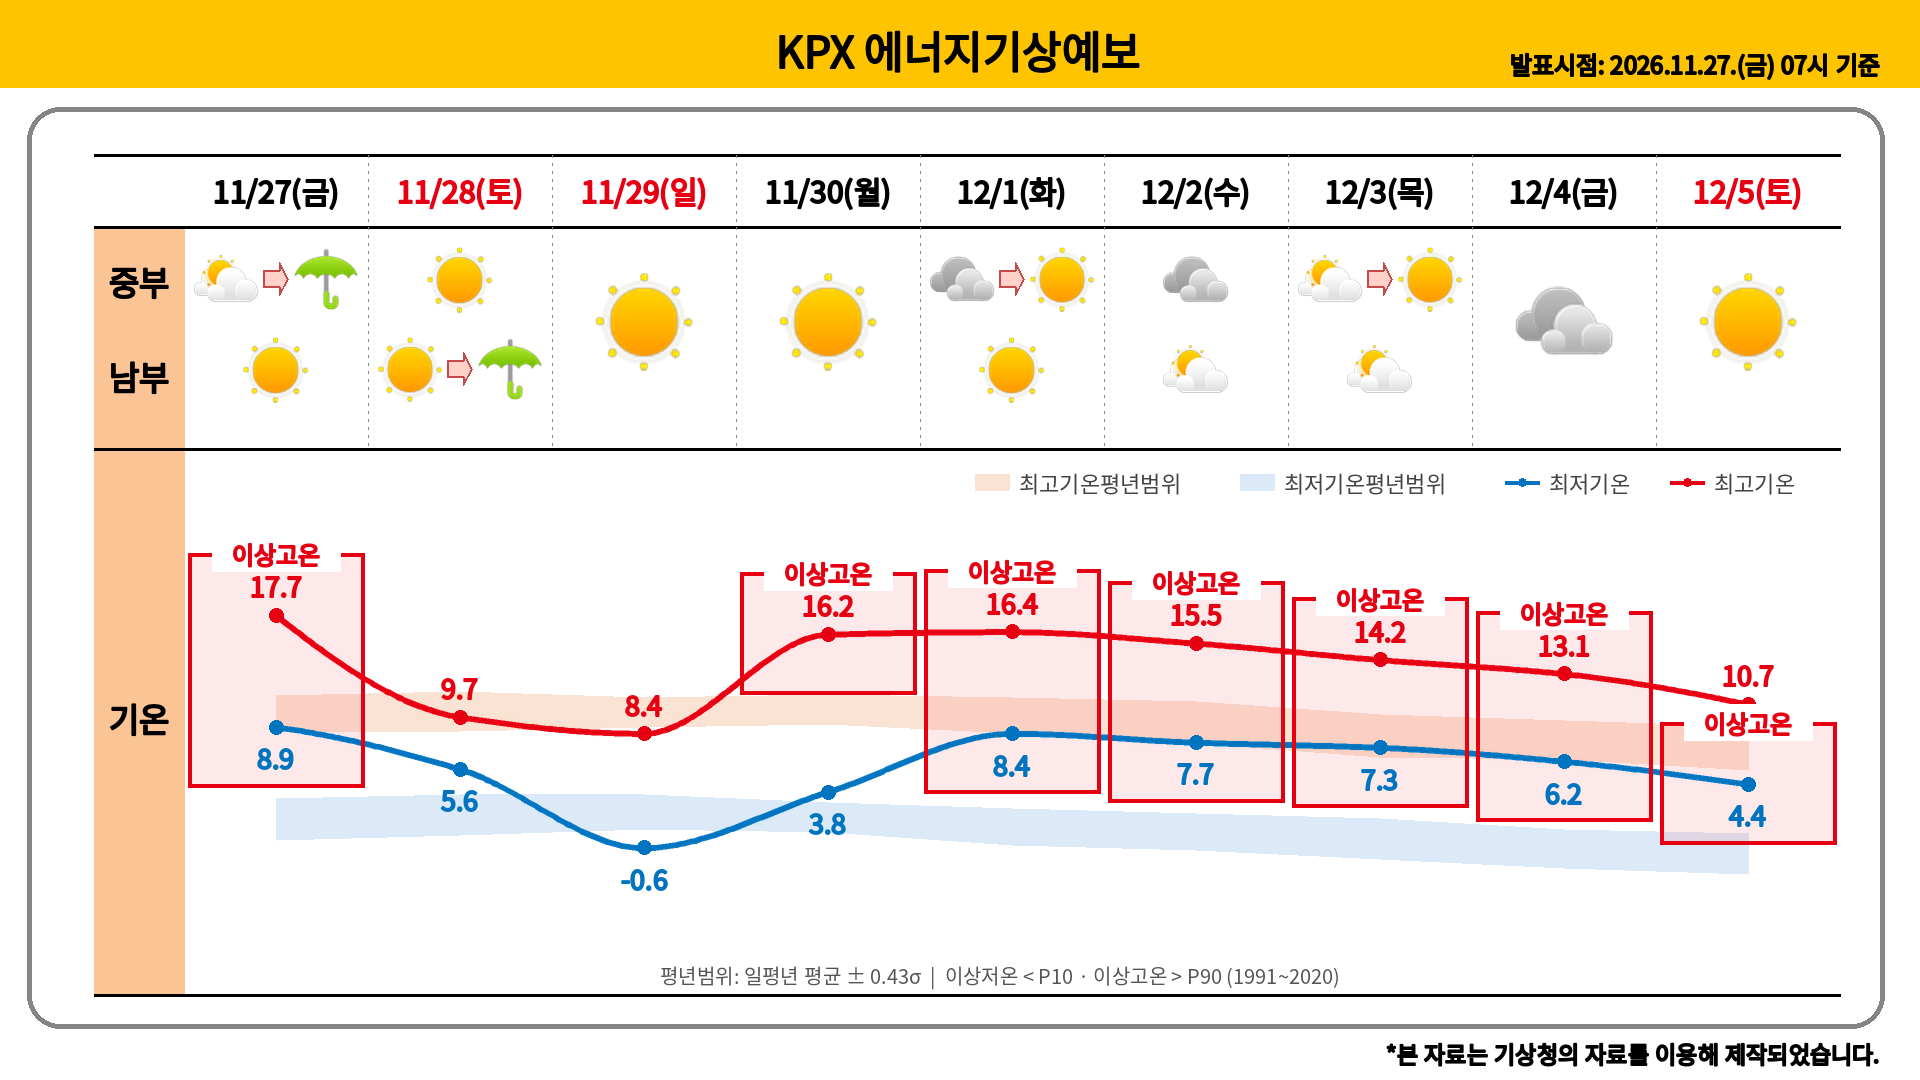 KPX 에너지기상예보
발표시점: 2026.11.27.(금) 07시 기준
11/27(금) 11/28(토) 11/29(일) 11/30(월) 12/1(화) 12/2(수) 12/3(목) 12/4(금) 12/5(토)
중부
남부
최고기온평년범위 최저기온평년범위 최저기온 최고기온
기온
이상고온
17.7
8.9
9.7
5.6
8.4
-0.6
이상고온
16.2
3.8
이상고온
16.4
8.4
이상고온
15.5
7.7
이상고온
14.2
7.3
이상고온
13.1
6.2
10.7
이상고온
4.4
평년범위: 일평년 평균 ± 0.43σ | 이상저온 < P10 · 이상고온 > P90 (1991~2020)
*본 자료는 기상청의 자료를 이용해 제작되었습니다.